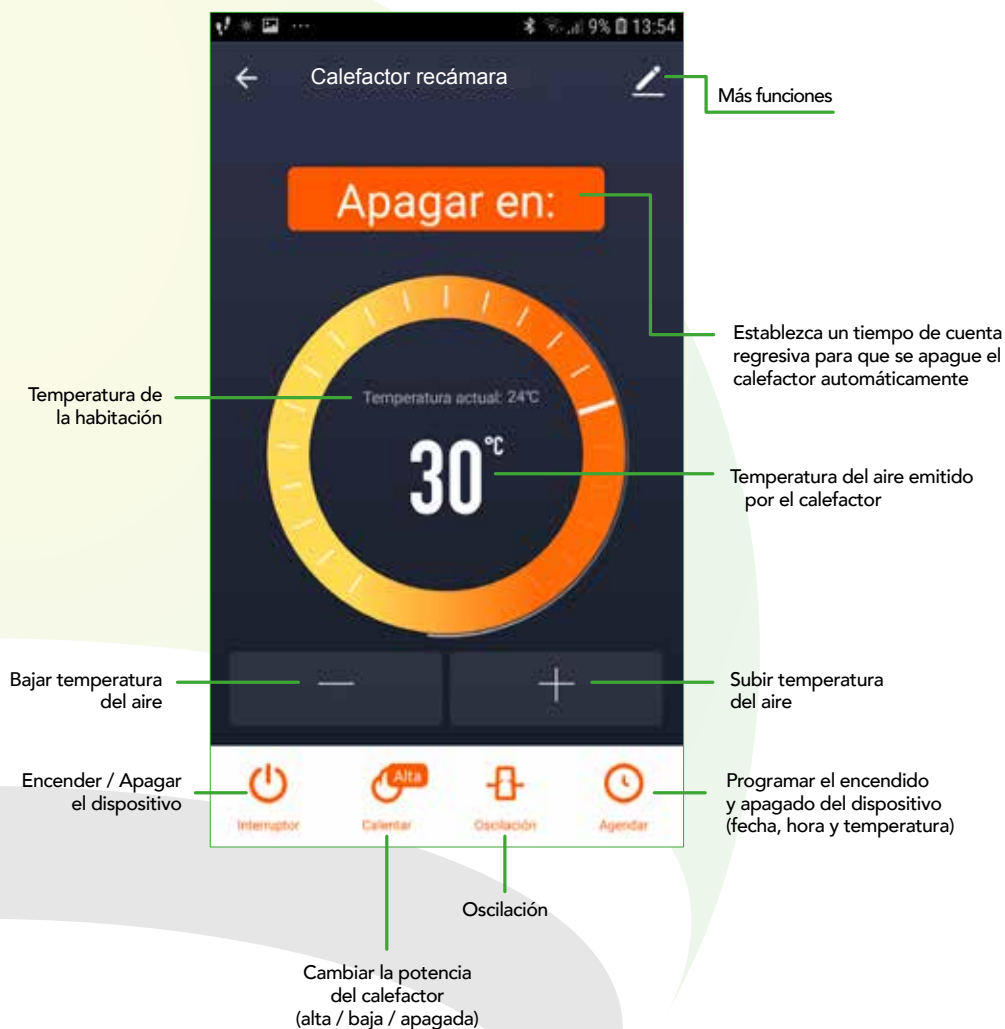 9% 13:54
Calefactor recámara
Más funciones
Apagar en:
Establezca un tiempo de cuenta
regresiva para que se apague el
calefactor automáticamente
Temperatura de
la habitación
Temperatura actual: 24°C
30°C
Temperatura del aire emitido
por el calefactor
Bajar temperatura
del aire
Subir temperatura
del aire
Encender / Apagar
el dispositivo
Alta
Interruptor
Calentar
Oscilación
Agendar
Programar el encendido
y apagado del dispositivo
(fecha, hora y temperatura)
Oscilación
Cambiar la potencia
del calefactor
(alta / baja / apagada)